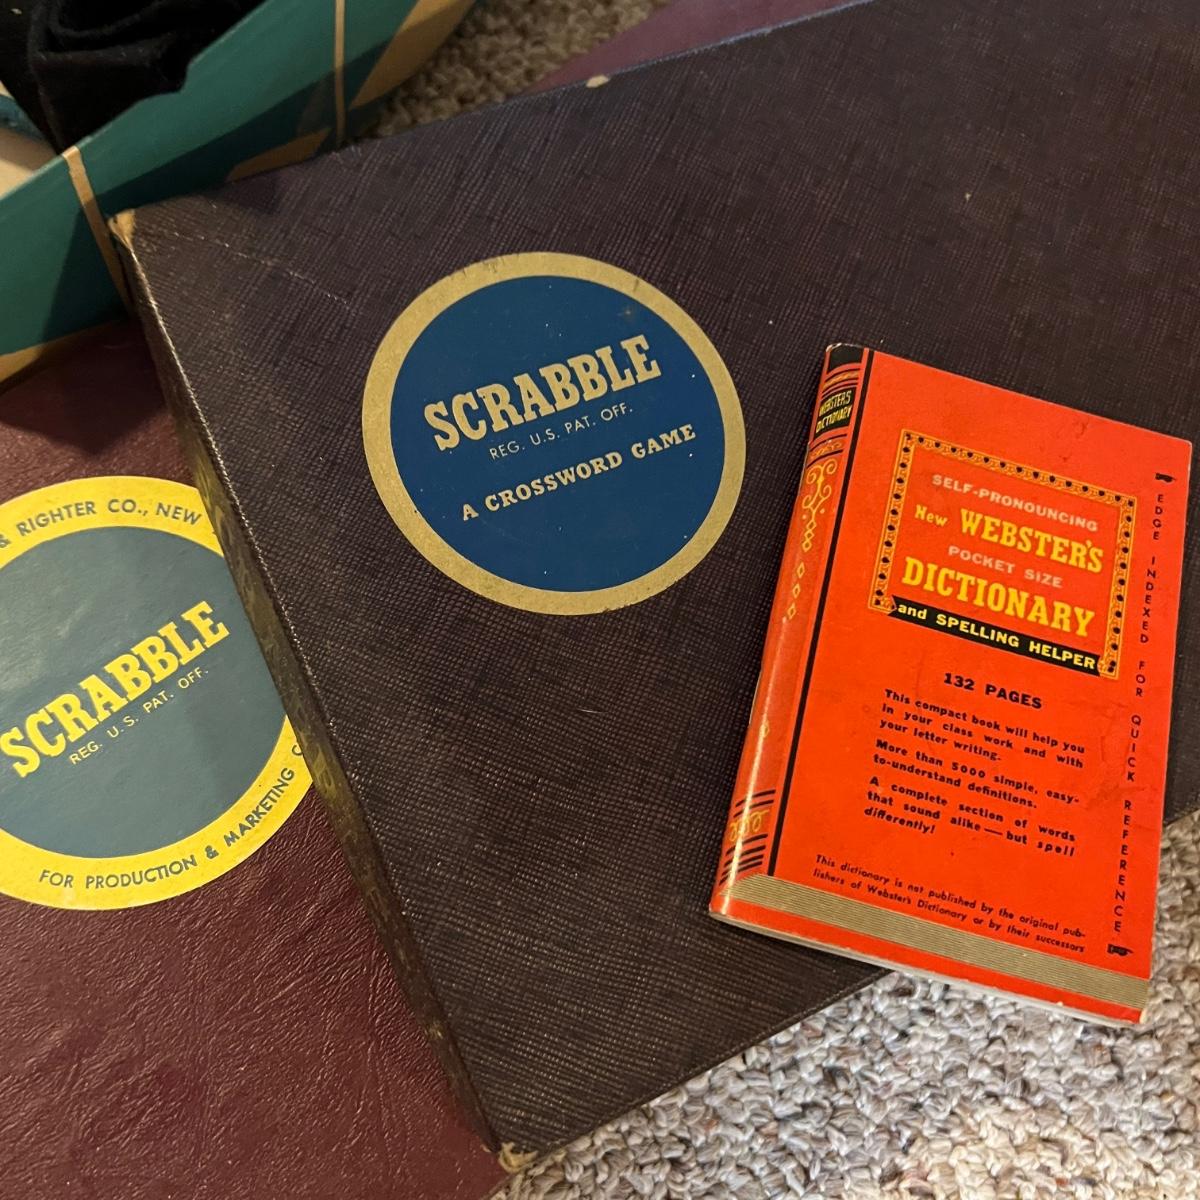 SCRABBLE
REG. U.S. PAT. OFF.
A CROSSWORD GAME
& RIGHTER CO., NEW
SCRABBLE
REG. U.S. PAT. OFF.
FOR PRODUCTION & MARKETING
WEBSTER'S
DICTIONARY
SELF-PRONOUNCING
New WEBSTER'S
POCKET SIZE
DICTIONARY
and SPELLING HELPER
132 PAGES
This compact book will help you
in your class work and with
your letter writing.
More than 5000 simple, easy-
to-understand definitions.
A complete section of words
that sound alike — but spell
differently!
This dictionary is not published by the original pub-
lishers of Webster's Dictionary or by their successors
EDGE INDEXED FOR QUICK REFERENCE